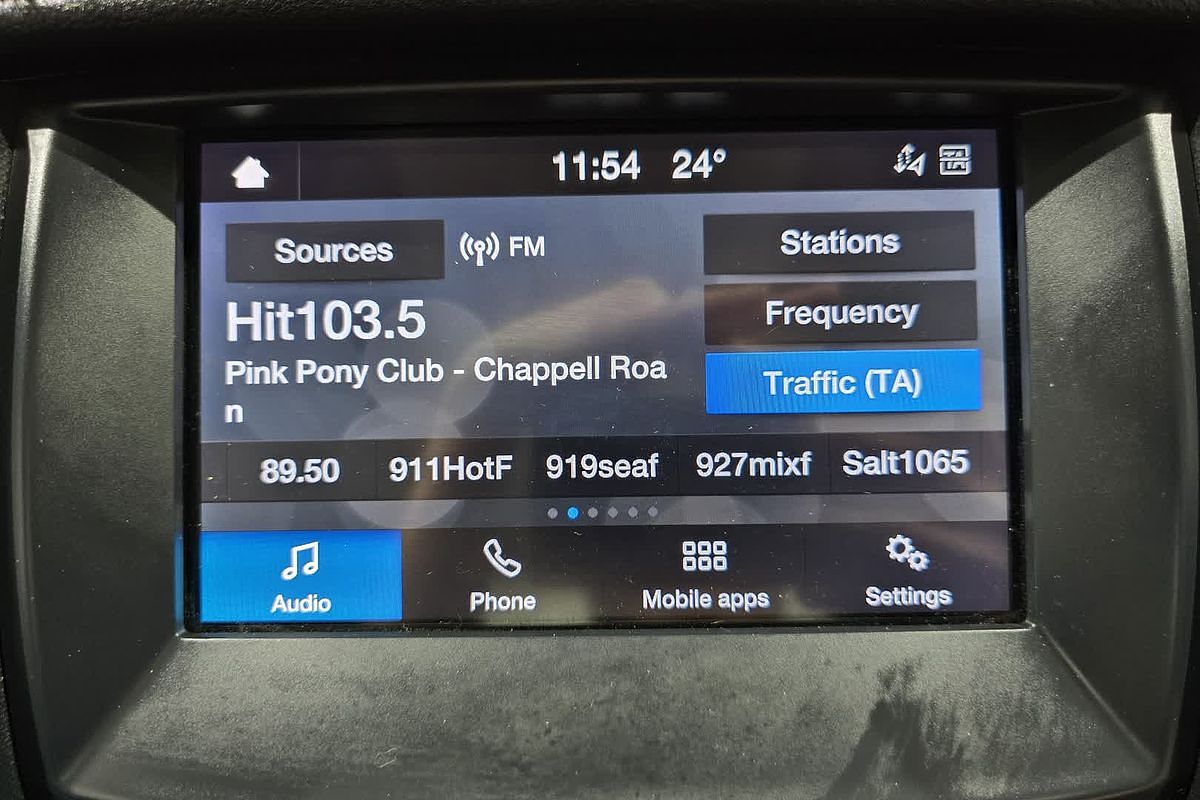 11:54 24°
Sources FM Stations
Hit103.5 Frequency
Pink Pony Club - Chappell Roa
n
Traffic (TA)
89.50 911HotF 919seaf 927mixf Salt1065
Audio Phone Mobile apps Settings